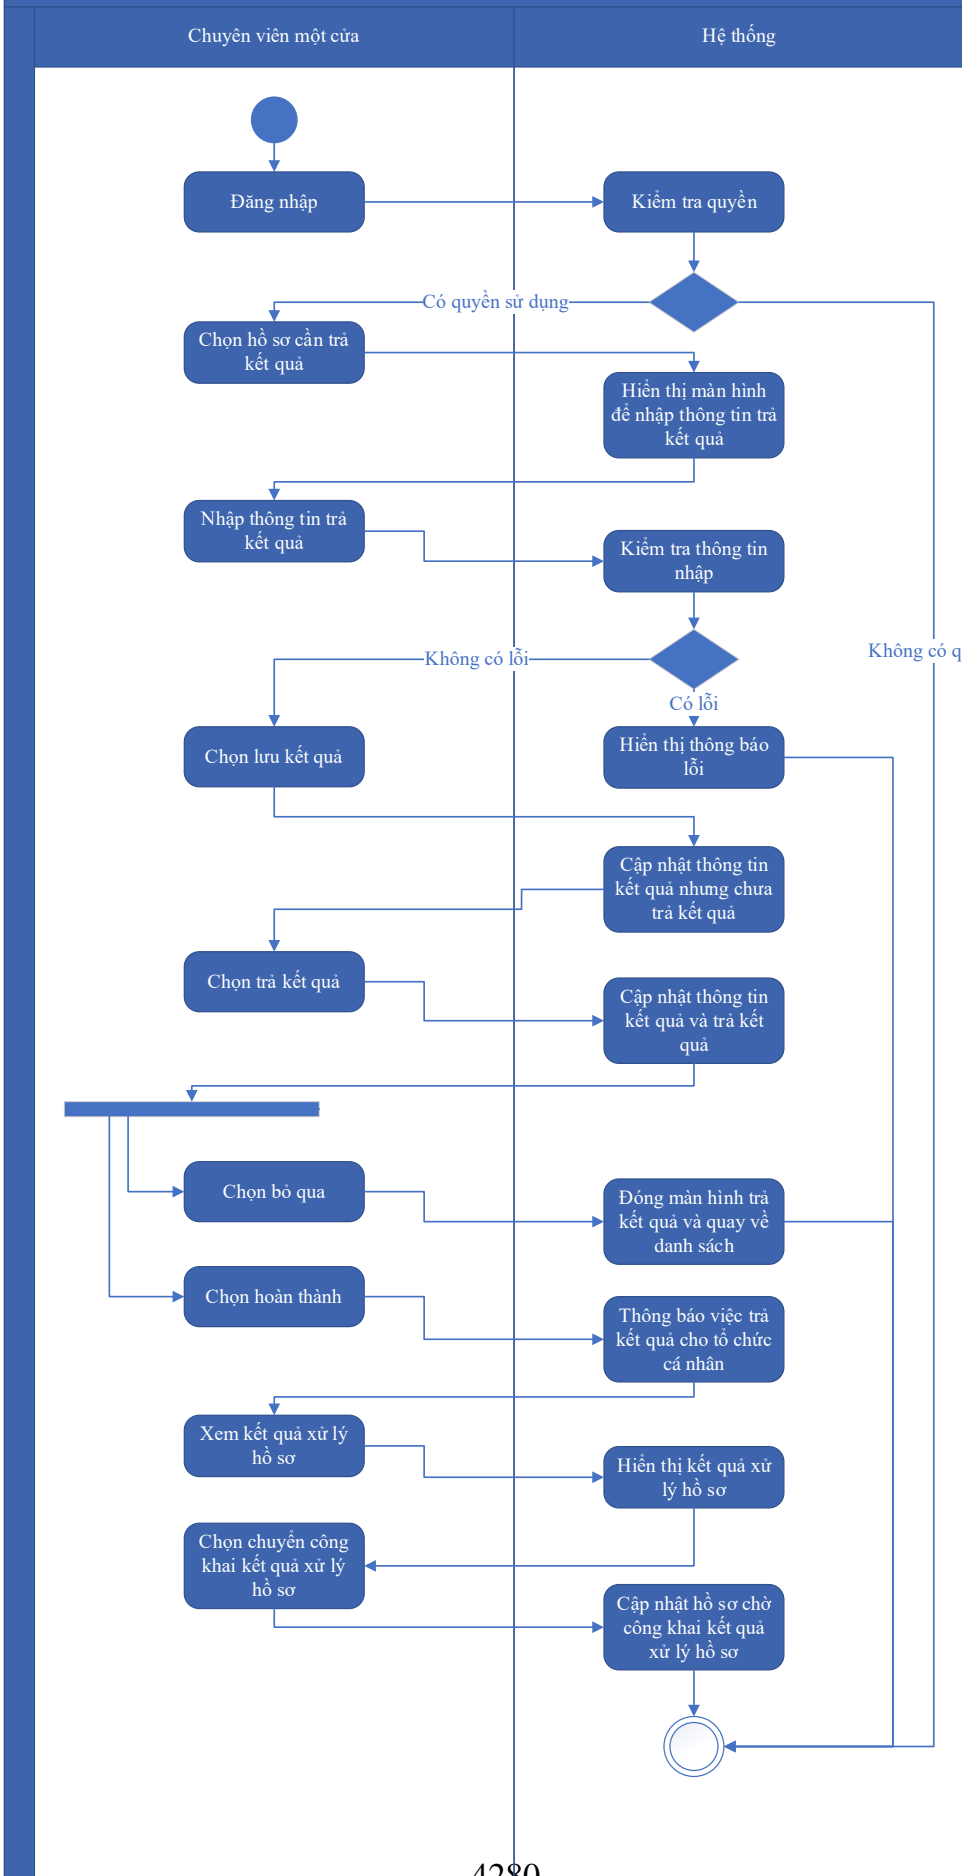 Chuyên viên một cửa
Hệ thống
Đăng nhập
Kiểm tra quyền
Có quyền sử dụng
Chọn hồ sơ cần trả
kết quả
Hiển thị màn hình
để nhập thông tin trả
kết quả
Nhập thông tin trả
kết quả
Kiểm tra thông tin
nhập
Không có q
Không có lỗi
Có lỗi
Chọn lưu kết quả
Hiển thị thông báo
lỗi
Cập nhật thông tin
kết quả nhưng chưa
trả kết quả
Chọn trả kết quả
Cập nhật thông tin
kết quả và trả kết
quả
Chọn bỏ qua
Đóng màn hình trả
kết quả và quay về
danh sách
Chọn hoàn thành
Thông báo việc trả
kết quả cho tổ chức
cá nhân
Xem kết quả xử lý
hồ sơ
Hiển thị kết quả xử
lý hồ sơ
Chọn chuyển công
khai kết quả xử lý
hồ sơ
Cập nhật hồ sơ chờ
công khai kết quả
xử lý hồ sơ
4280